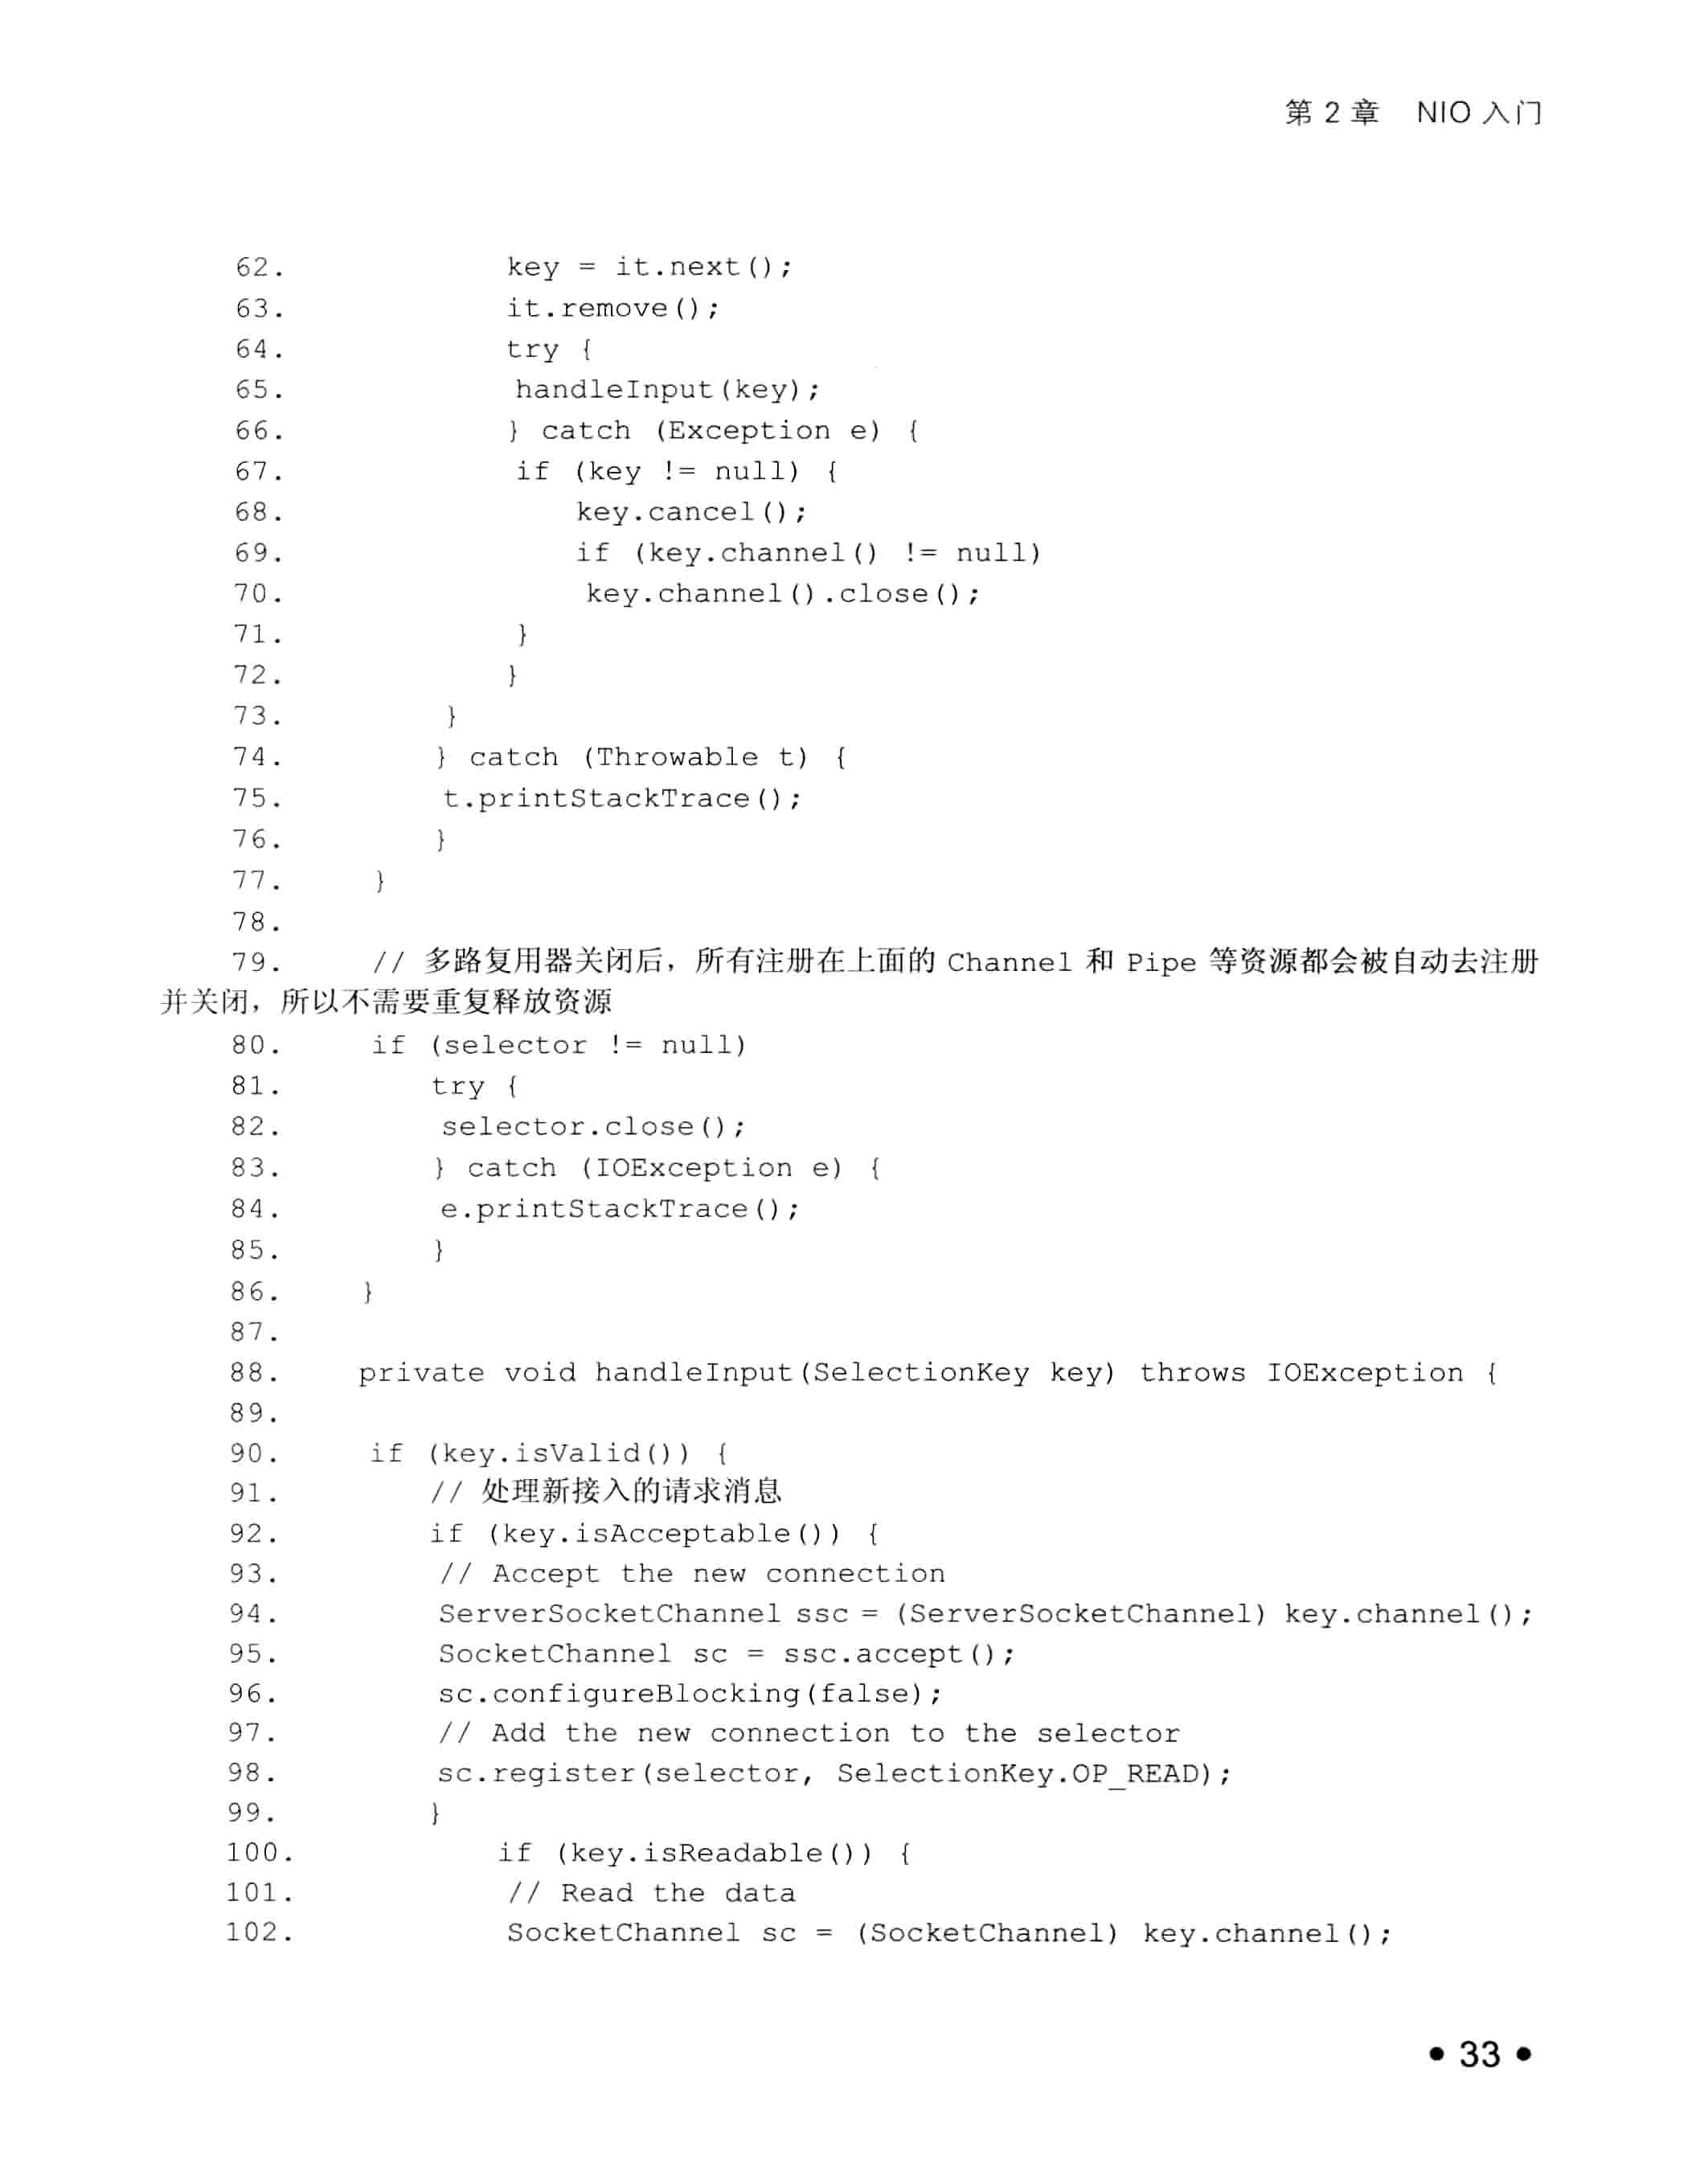 第 2 章 NIO 入门
62. key = it.next();
63. it.remove();
64. try {
65. handleInput(key);
66. } catch (Exception e) {
67. if (key != null) {
68. key.cancel();
69. if (key.channel() != null)
70. key.channel().close();
71. }
72. }
73. }
74. } catch (Throwable t) {
75. t.printStackTrace();
76. }
77. }
78.
79. // 多路复用器关闭后，所有注册在上面的 Channel 和 Pipe 等资源都会被自动去注册
并关闭，所以不需要重复释放资源
80. if (selector != null)
81. try {
82. selector.close();
83. } catch (IOException e) {
84. e.printStackTrace();
85. }
86. }
87.
88. private void handleInput(SelectionKey key) throws IOException {
89.
90. if (key.isValid()) {
91. // 处理新接入的请求消息
92. if (key.isAcceptable()) {
93. // Accept the new connection
94. ServerSocketChannel ssc = (ServerSocketChannel) key.channel();
95. SocketChannel sc = ssc.accept();
96. sc.configureBlocking(false);
97. // Add the new connection to the selector
98. sc.register(selector, SelectionKey.OP_READ);
99. }
100. if (key.isReadable()) {
101. // Read the data
102. SocketChannel sc = (SocketChannel) key.channel();
• 33 •